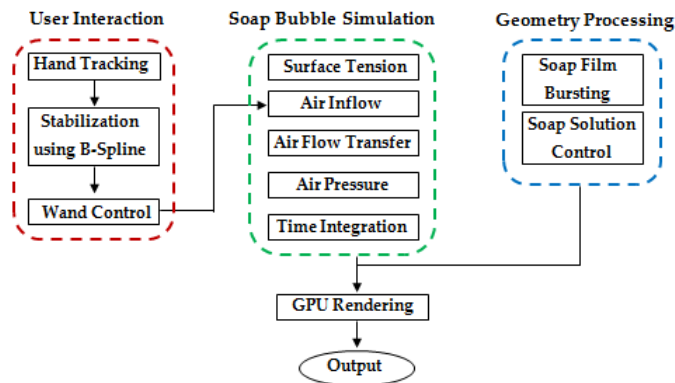 User Interaction
Hand Tracking
Stabilization
using B-Spline
Wand Control
Soap Bubble Simulation
Surface Tension
Air Inflow
Air Flow Transfer
Air Pressure
Time Integration
Geometry Processing
Soap Film
Bursting
Soap Solution
Control
GPU Rendering
Output